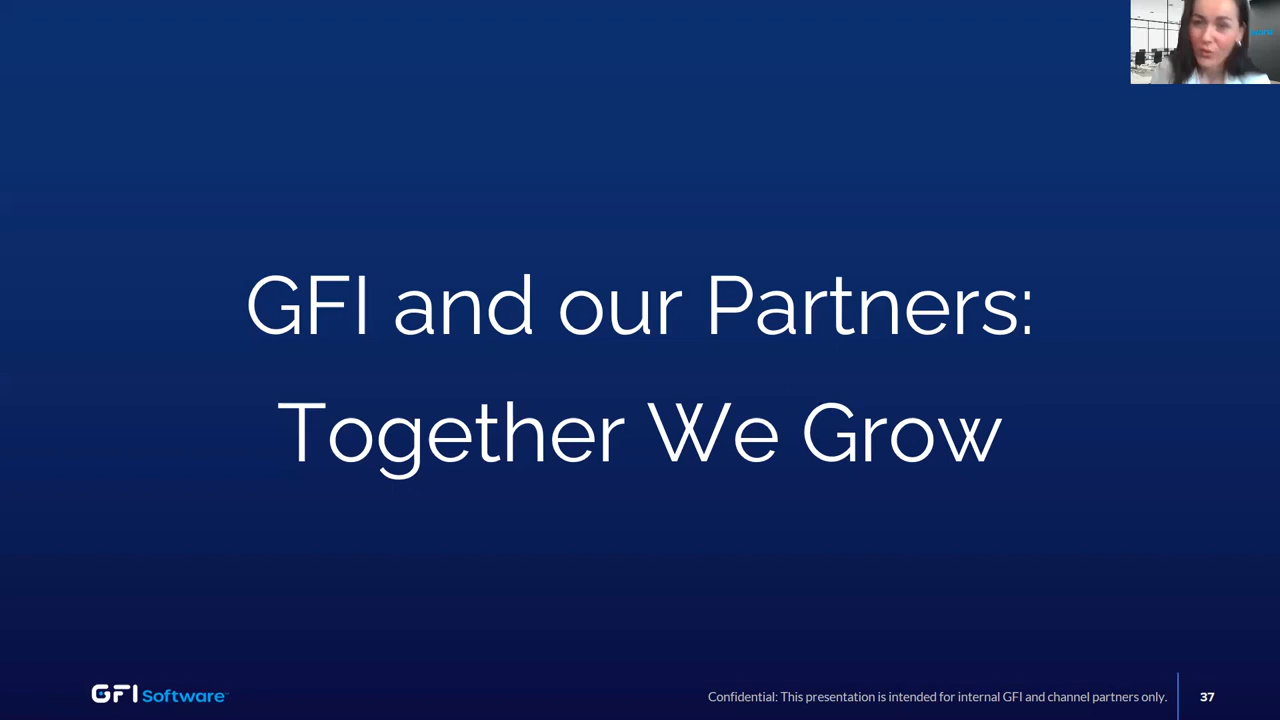 GFI and our Partners:
Together We Grow
GFI Software™
Confidential: This presentation is intended for internal GFI and channel partners only.
37